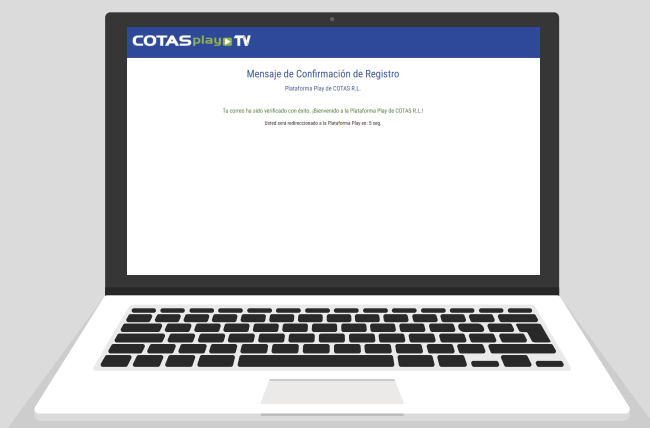 COTASplay TV
Mensaje de Confirmación de Registro
Plataforma Play de COTAS R.L.
Tu correo ha sido verificado con éxito. ¡Bienvenido a la Plataforma Play de COTAS R.L.!
Usted será redireccionado a la Plataforma Play en: 5 seg.